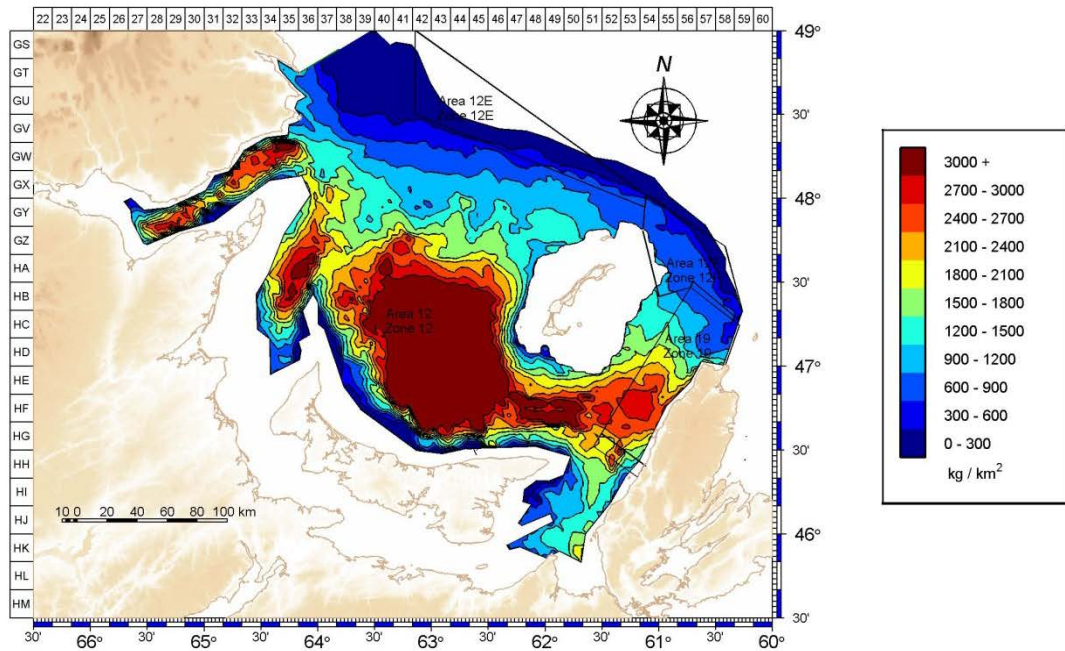 22 23 24 25 26 27 28 29 30 31 32 33 34 35 36 37 38 39 40 41 42 43 44 45 46 47 48 49 50 51 52 53 54 55 56 57 58 59 60
GS
GT
GU
GV
GW
GX
GY
GZ
HA
HB
HC
HD
HE
HF
HG
HH
HI
HJ
HK
HL
HM
N
Area 12E
Zone 12E
Area 12
Zone 12
Area 12
Zone 12
Area 19
Zone 19
10 0 20 40 60 80 100 km
49°
30'
48°
30'
47°
30'
46°
30'
30' 66° 30' 65° 30' 64° 30' 63° 30' 62° 30' 61° 30' 60°
3000 +
2700 - 3000
2400 - 2700
2100 - 2400
1800 - 2100
1500 - 1800
1200 - 1500
900 - 1200
600 - 900
300 - 600
0 - 300
kg / km²